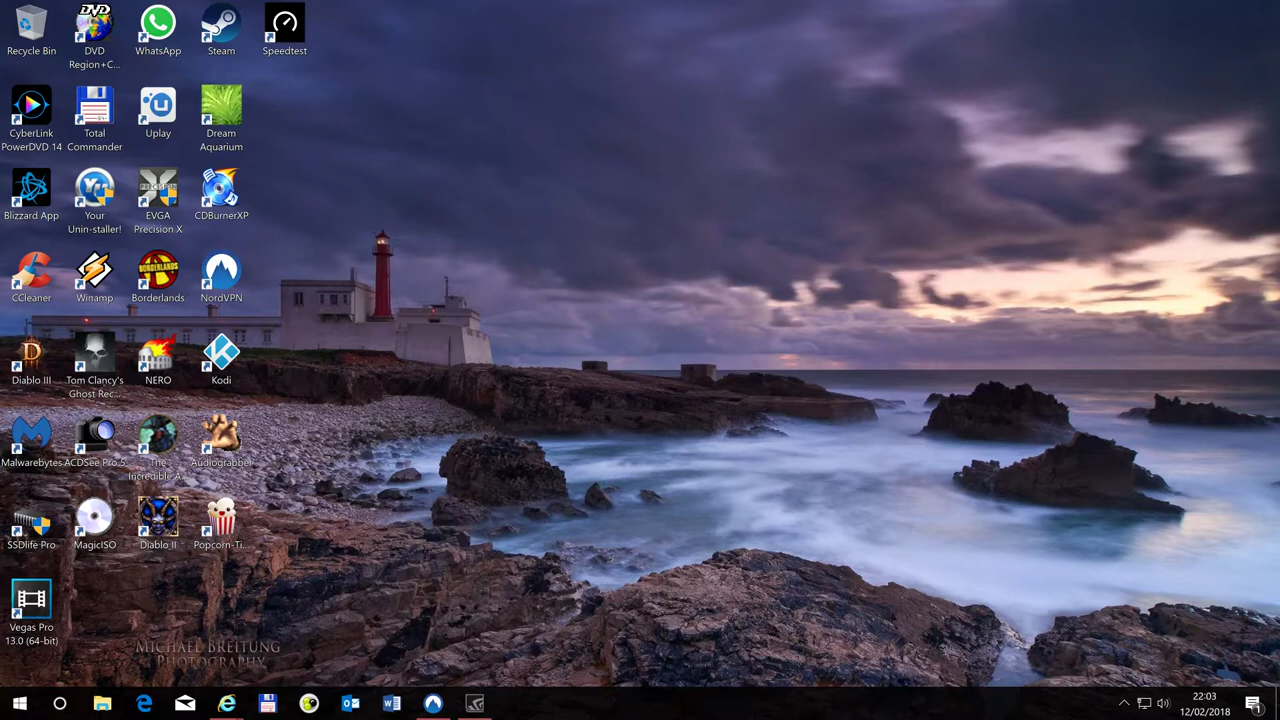 Recycle Bin
DVD
Region+C...
WhatsApp
Steam
Speedtest
CyberLink
PowerDVD 14
Total
Commander
Uplay
Dream
Aquarium
Blizzard App
Your
Unin-staller!
EVGA
Precision X
CDBurnerXP
CCleaner
Winamp
Borderlands
NordVPN
Diablo III
Tom Clancy's
Ghost Rec...
NERO
Kodi
Malwarebytes
ACDSee Pro 5
The
Incredible A...
Audiograbber
SSDlife Pro
MagicISO
Diablo II
Popcorn-Ti...
Vegas Pro
13.0 (64-bit)
Michael Breitung
Photography
22:03
12/02/2018
1